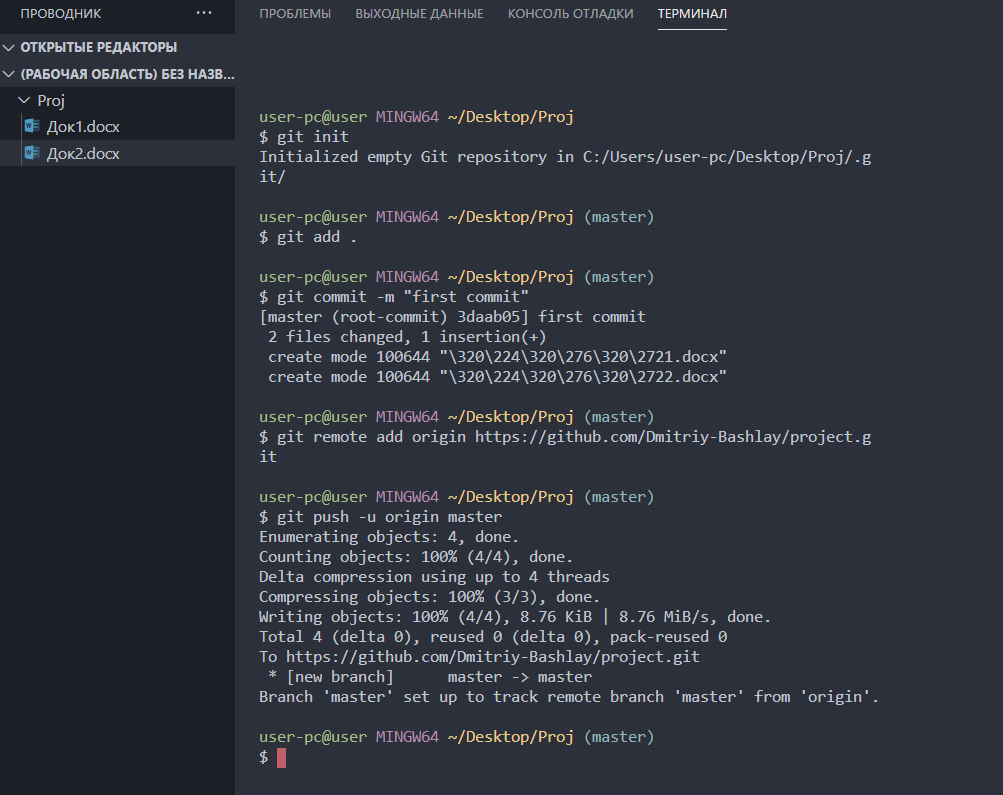 ПРОВОДНИК ···
ПРОБЛЕМЫ ВЫХОДНЫЕ ДАННЫЕ КОНСОЛЬ ОТЛАДКИ ТЕРМИНАЛ
ОТКРЫТЫЕ РЕДАКТОРЫ
(РАБОЧАЯ ОБЛАСТЬ) БЕЗ НАЗВ...
Proj
Док1.docx
Док2.docx
user-pc@user MINGW64 ~/Desktop/Proj
$ git init
Initialized empty Git repository in C:/Users/user-pc/Desktop/Proj/.g
it/
user-pc@user MINGW64 ~/Desktop/Proj (master)
$ git add .
user-pc@user MINGW64 ~/Desktop/Proj (master)
$ git commit -m "first commit"
[master (root-commit) 3daab05] first commit
2 files changed, 1 insertion(+)
create mode 100644 "\320\224\320\276\320\2721.docx"
create mode 100644 "\320\224\320\276\320\2722.docx"
user-pc@user MINGW64 ~/Desktop/Proj (master)
$ git remote add origin https://github.com/Dmitriy-Bashlay/project.g
it
user-pc@user MINGW64 ~/Desktop/Proj (master)
$ git push -u origin master
Enumerating objects: 4, done.
Counting objects: 100% (4/4), done.
Delta compression using up to 4 threads
Compressing objects: 100% (3/3), done.
Writing objects: 100% (4/4), 8.76 KiB | 8.76 MiB/s, done.
Total 4 (delta 0), reused 0 (delta 0), pack-reused 0
To https://github.com/Dmitriy-Bashlay/project.git
* [new branch]      master -> master
Branch 'master' set up to track remote branch 'master' from 'origin'.
user-pc@user MINGW64 ~/Desktop/Proj (master)
$